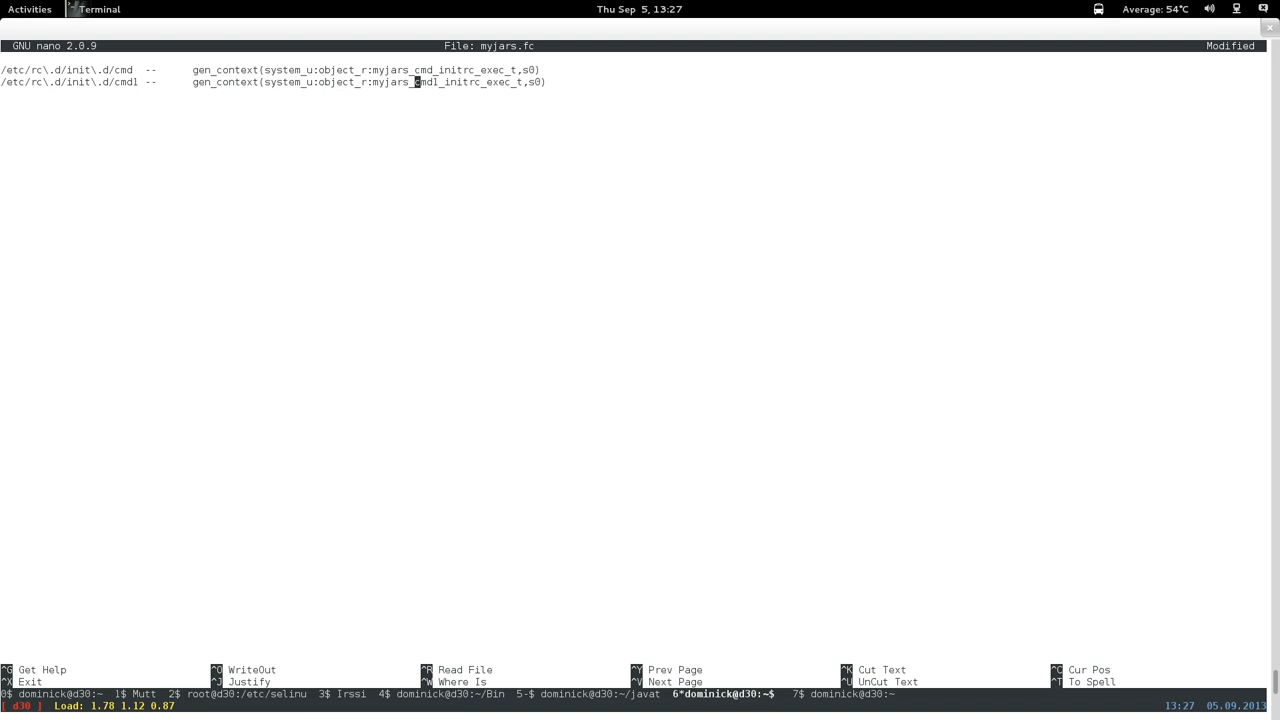 Activities Terminal Thu Sep 5, 13:27 Average: 54°C
GNU nano 2.0.9 File: myjars.fc Modified
/etc/rc\.d/init\.d/cmd -- gen_context(system_u:object_r:myjars_cmd_initrc_exec_t,s0)
/etc/rc\.d/init\.d/cmd1 -- gen_context(system_u:object_r:myjars_cmd1_initrc_exec_t,s0)
^G Get Help ^O WriteOut ^R Read File ^Y Prev Page ^K Cut Text ^C Cur Pos
^X Exit ^J Justify ^W Where Is ^V Next Page ^U UnCut Text ^T To Spell
0$ dominick@d30:~ 1$ Mutt 2$ root@d30:/etc/selinu 3$ Irssi 4$ dominick@d30:~/Bin 5-$ dominick@d30:~/javat 6*dominick@d30:~$ 7$ dominick@d30:~
[ d30 ] Load: 1.78 1.12 0.87 13:27 05.09.2013